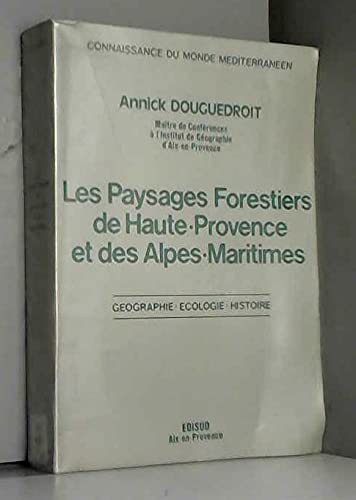 CONNAISSANCE DU MONDE MEDITERRANEEN
Annick DOUGUEDROIT
Maître de Conférences
à l'Institut de Géographie
d'Aix en Provence
Les Paysages Forestiers
de Haute·Provence
et des Alpes·Maritimes
GEOGRAPHIE · ECOLOGIE · HISTOIRE
EDISUD
Aix en Provence